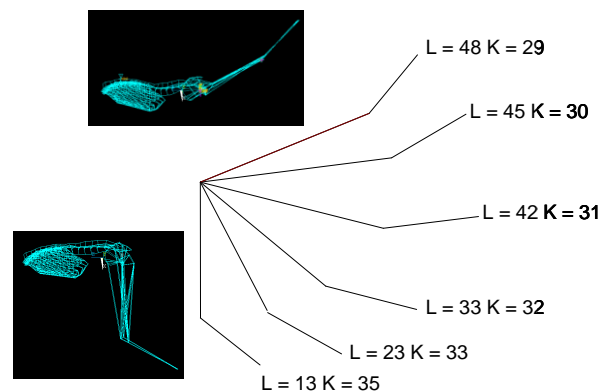 L = 48 K = 29
L = 45 K = 30
L = 42 K = 31
L = 33 K = 32
L = 23 K = 33
L = 13 K = 35